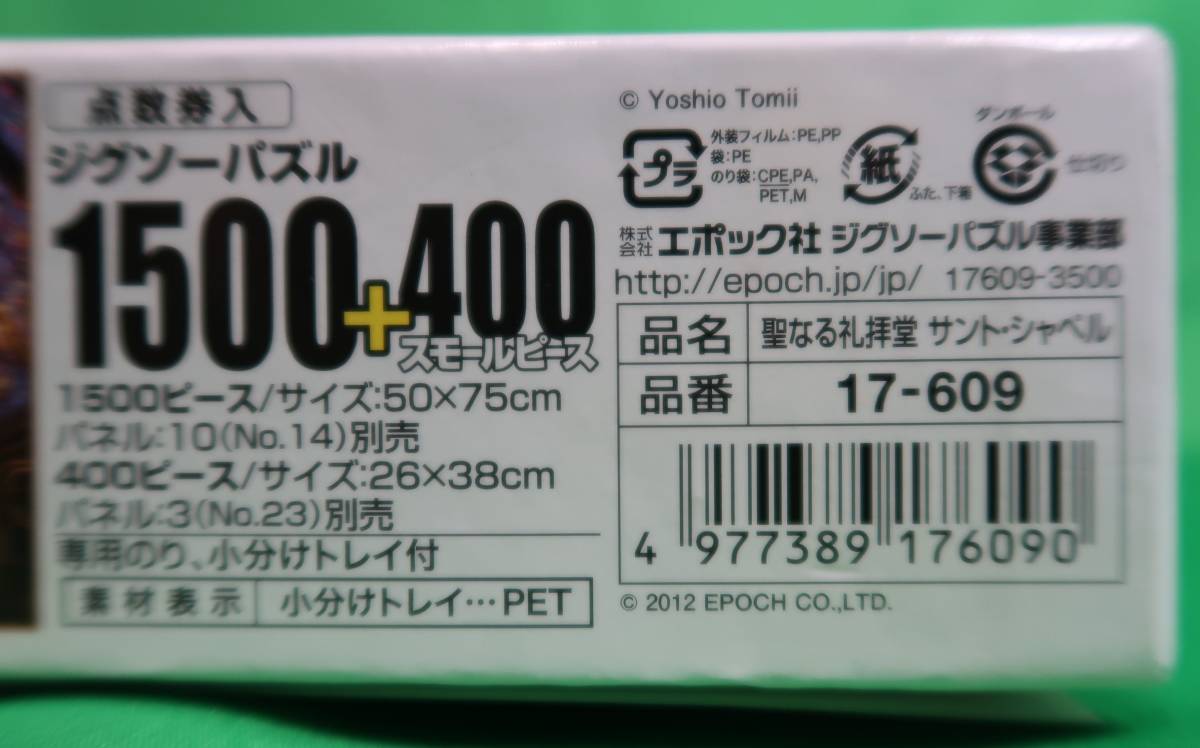 点数券入
ジグソーパズル
1500+400
スモールピース
1500ピース/サイズ:50×75cm
パネル:10(No.14)別売
400ピース/サイズ:26×38cm
パネル:3(No.23)別売
専用のり、小分けトレイ付
素材表示 小分けトレイ…PET
© Yoshio Tomii
プラ
外装フィルム:PE,PP
袋:PE
のり袋:CPE,PA,
PET,M
紙
ふた、下箱
ダンボール
仕切り
株式会社 エポック社 ジグソーパズル事業部
http://epoch.jp/jp/ 17609-3500
品名 聖なる礼拝堂 サント・シャペル
品番 17-609
4 977389 176090
© 2012 EPOCH CO.,LTD.